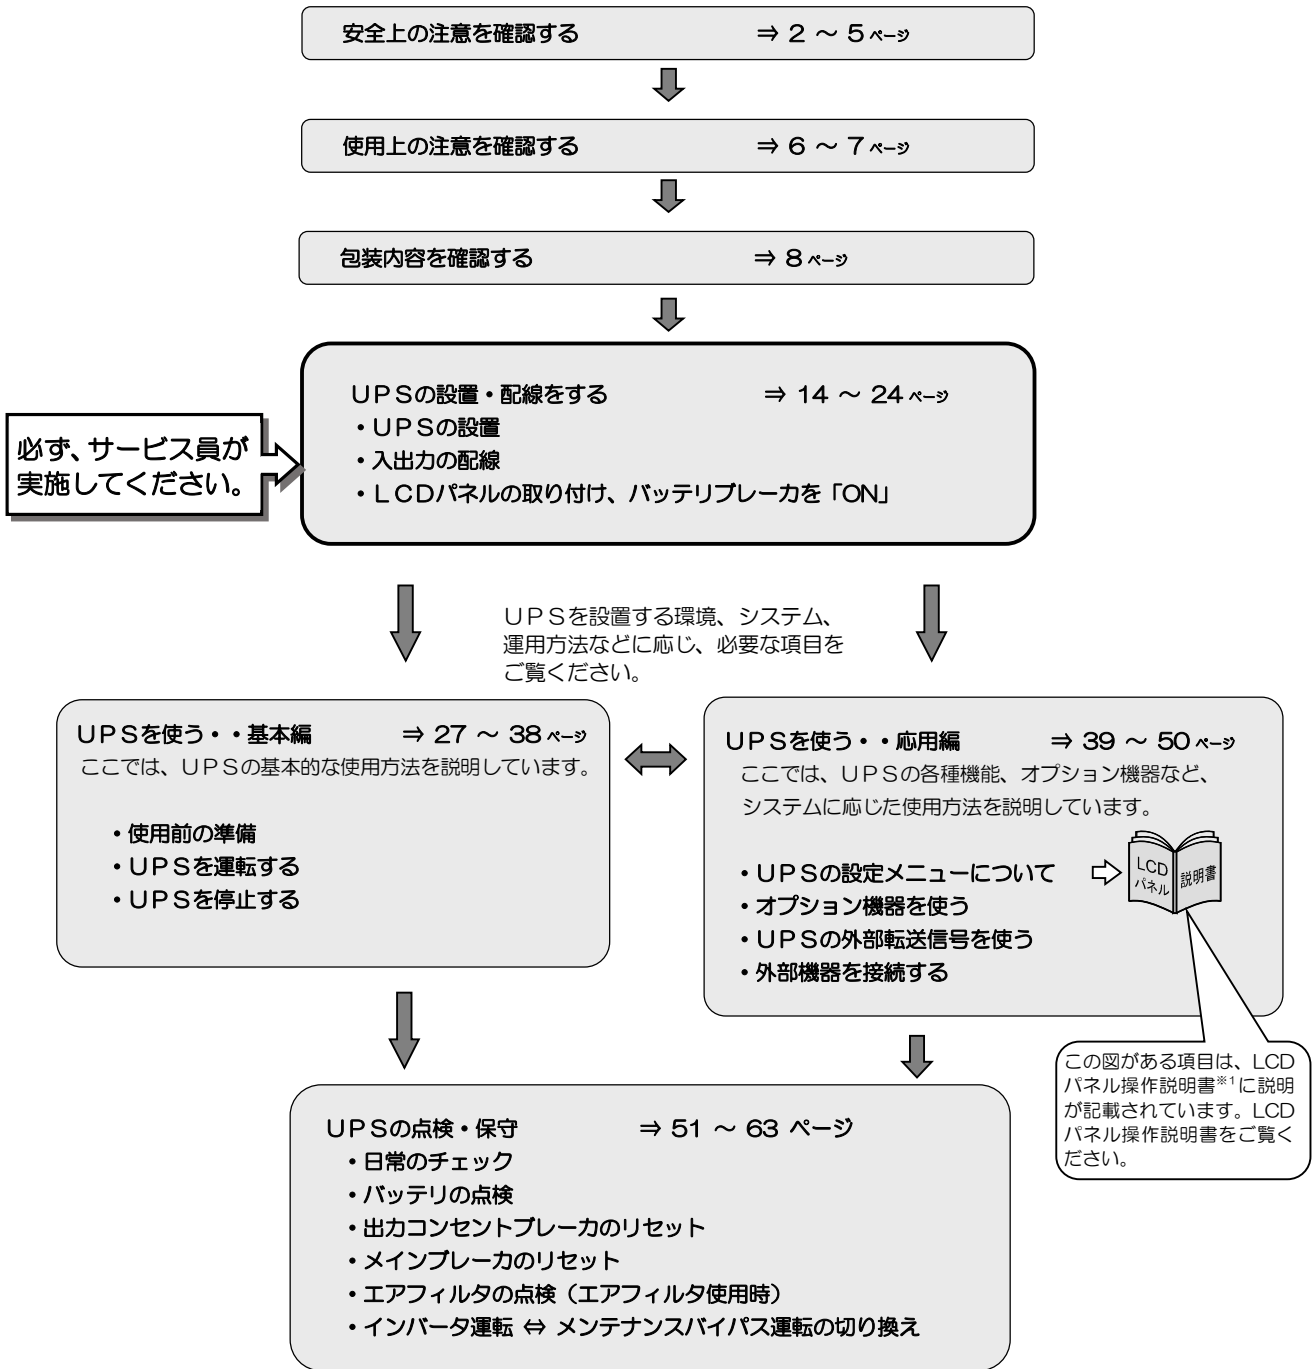 安全上の注意を確認する ⇒ 2 ～ 5 ページ
使用上の注意を確認する ⇒ 6 ～ 7 ページ
包装内容を確認する ⇒ 8 ページ
UPSの設置・配線をする ⇒ 14 ～ 24 ページ
・UPSの設置
・入出力の配線
・LCDパネルの取り付け、バッテリブレーカを「ON」
必ず、サービス員が
実施してください。
UPSを設置する環境、システム、
運用方法などに応じ、必要な項目を
ご覧ください。
UPSを使う・・基本編 ⇒ 27 ～ 38 ページ
ここでは、UPSの基本的な使用方法を説明しています。
・使用前の準備
・UPSを運転する
・UPSを停止する
UPSを使う・・応用編 ⇒ 39 ～ 50 ページ
ここでは、UPSの各種機能、オプション機器など、
システムに応じた使用方法を説明しています。
・UPSの設定メニューについて
・オプション機器を使う
・UPSの外部転送信号を使う
・外部機器を接続する
LCD
パネル
説明書
この図がある項目は、LCD
パネル操作説明書※1に説明
が記載されています。LCD
パネル操作説明書をご覧く
ださい。
UPSの点検・保守 ⇒ 51 ～ 63 ページ
・日常のチェック
・バッテリの点検
・出力コンセントブレーカのリセット
・メインブレーカのリセット
・エアフィルタの点検（エアフィルタ使用時）
・インバータ運転 ⇔ メンテナンスバイパス運転の切り換え